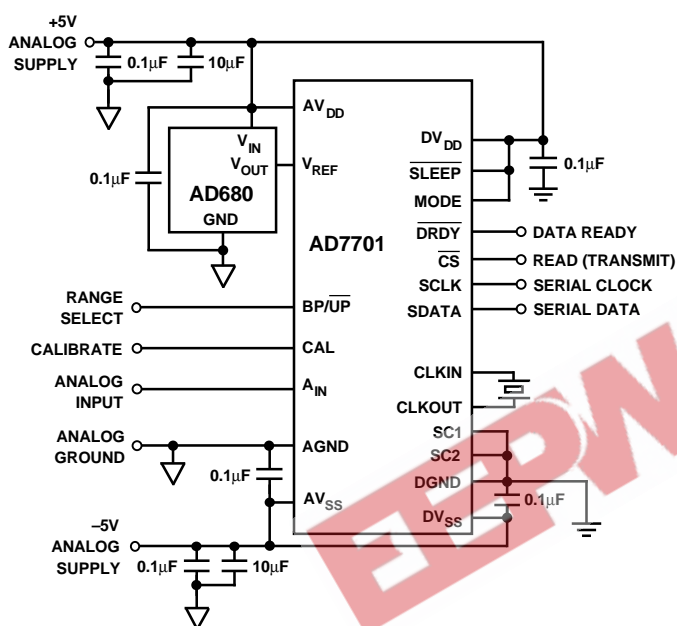 +5V
ANALOG
SUPPLY
0.1µF
10µF
AVDD
VIN
VOUT
VREF
AD680
GND
0.1µF
AD7701
DVDD
0.1µF
SLEEP
MODE
DRDY
DATA READY
CS
READ (TRANSMIT)
SCLK
SERIAL CLOCK
SDATA
SERIAL DATA
RANGE
SELECT
BP/UP
CALIBRATE
CAL
ANALOG
INPUT
AIN
CLKIN
CLKOUT
ANALOG
GROUND
AGND
SC1
SC2
DGND
0.1µF
AVSS
0.1µF
DVSS
–5V
ANALOG
SUPPLY
0.1µF
10µF
EEPW